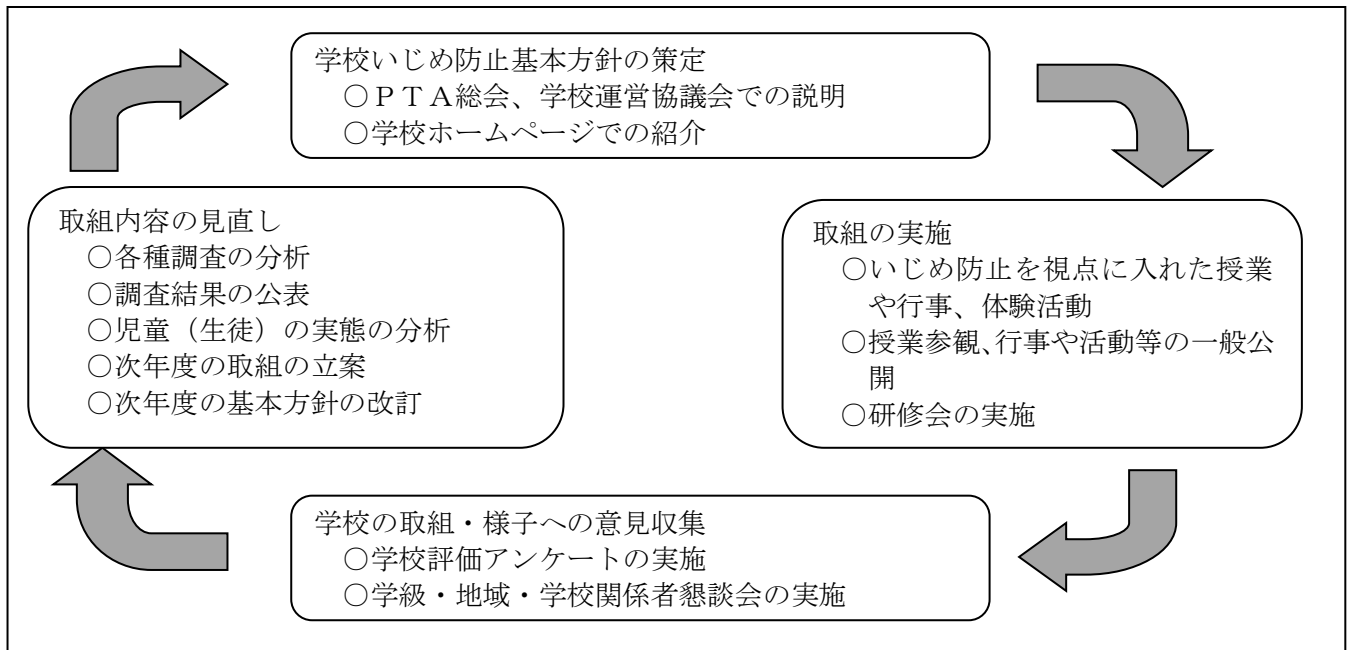 学校いじめ防止基本方針の策定
○ＰＴＡ総会、学校運営協議会での説明
○学校ホームページでの紹介
取組の実施
○いじめ防止を視点に入れた授業
や行事、体験活動
○授業参観、行事や活動等の一般公
開
○研修会の実施
学校の取組・様子への意見収集
○学校評価アンケートの実施
○学級・地域・学校関係者懇談会の実施
取組内容の見直し
○各種調査の分析
○調査結果の公表
○児童（生徒）の実態の分析
○次年度の取組の立案
○次年度の基本方針の改訂